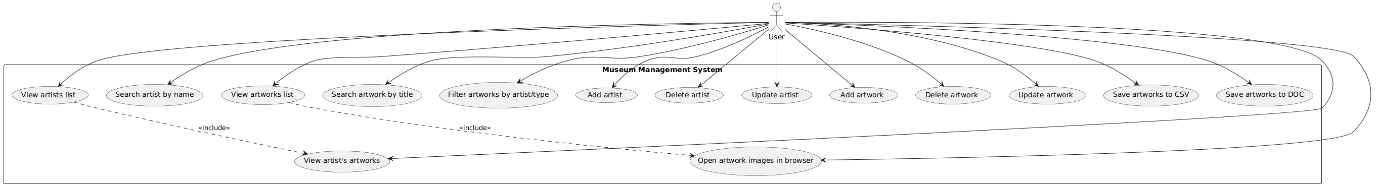 User
Museum Management System
View artists list
Search artist by name
View artworks list
Search artwork by title
Filter artworks by artist/type
Add artist
Delete artist
Update artist
Add artwork
Delete artwork
Update artwork
Save artworks to CSV
Save artworks to DOC
«include»
«include»
View artist's artworks
Open artwork images in browser